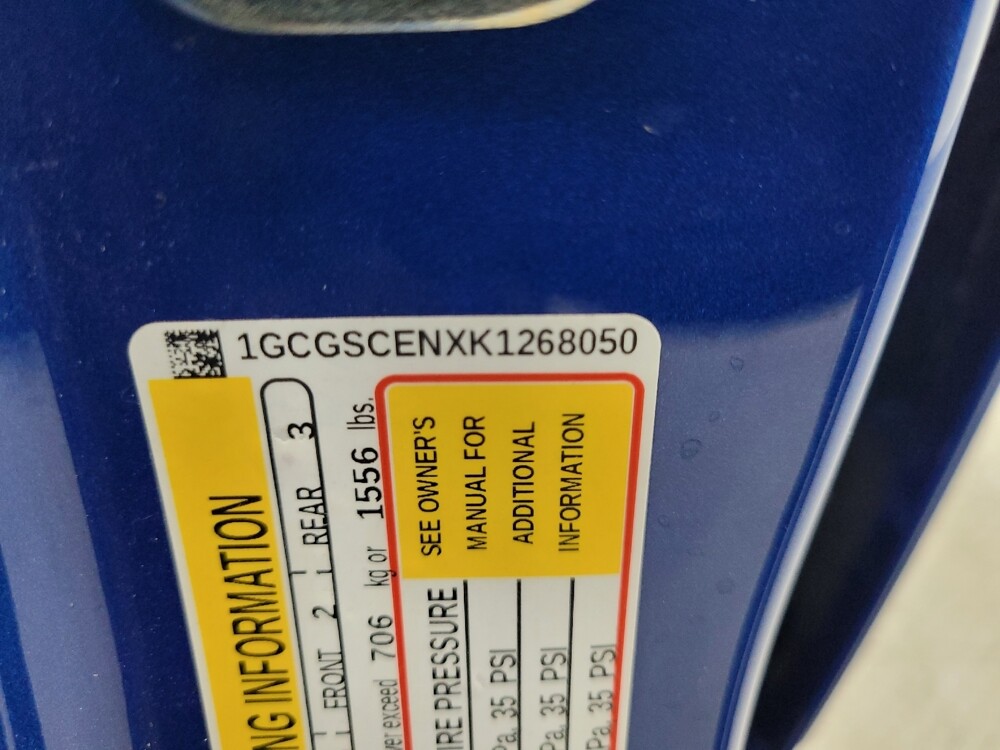 1GCGSCENXK1268050
NG INFORMATION
FRONT 2 REAR 3
ver exceed 706 kg or 1556 lbs.
IRE PRESSURE
SEE OWNER'S
MANUAL FOR
ADDITIONAL
INFORMATION
Pa, 35 PSI
Pa, 35 PSI
Pa, 35 PSI